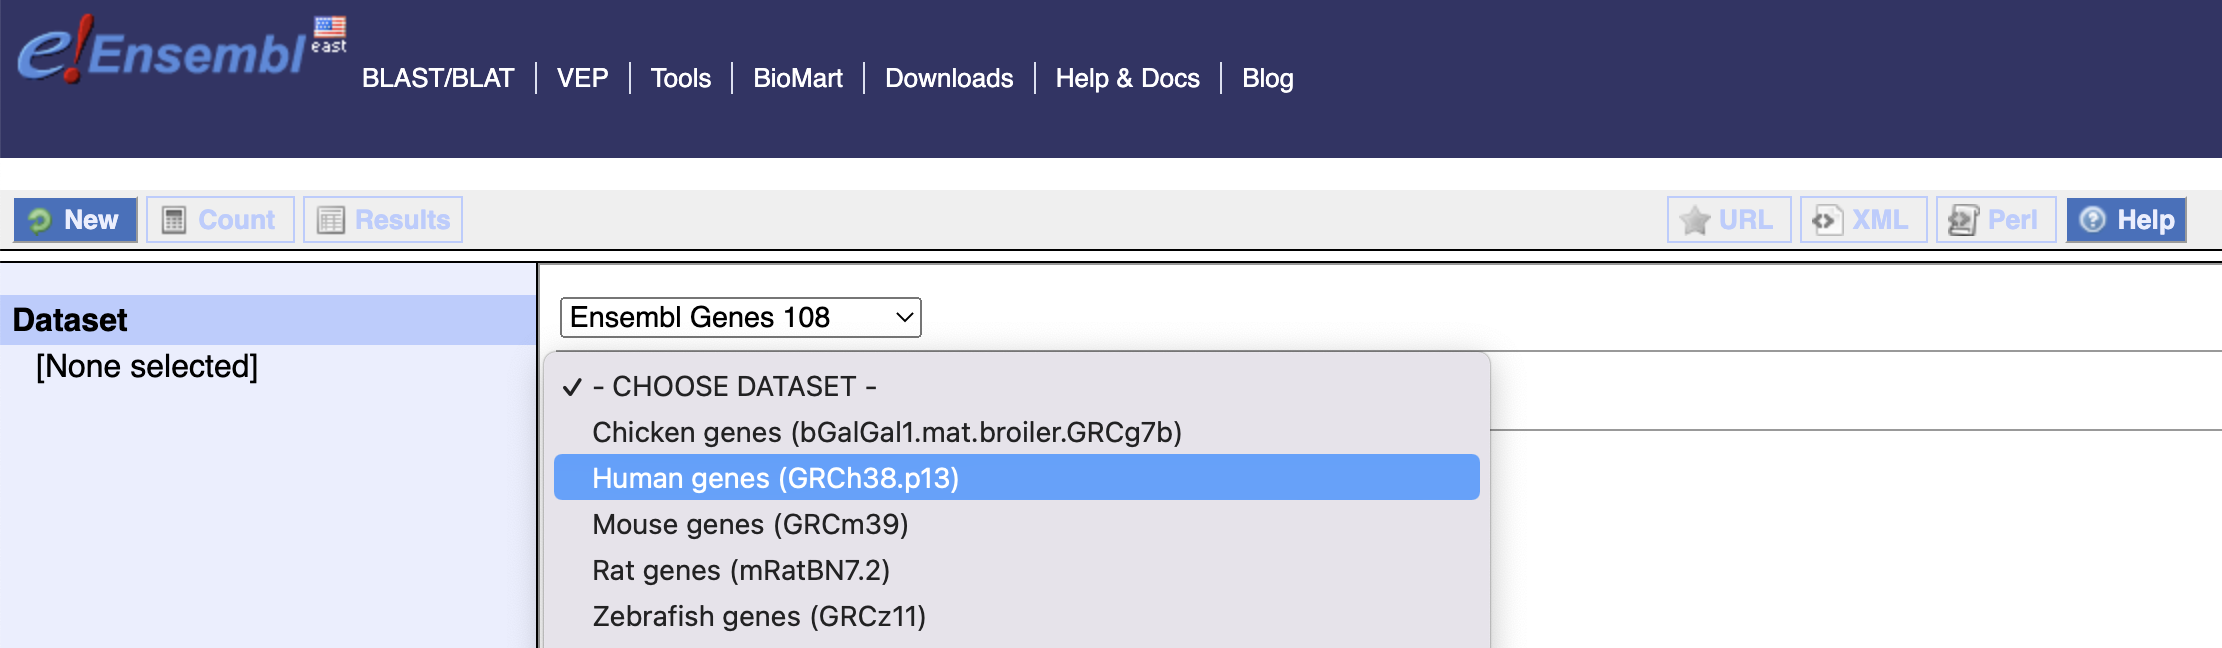 e!Ensembl east
BLAST/BLAT | VEP | Tools | BioMart | Downloads | Help & Docs | Blog
New Count Results URL XML Perl Help
Dataset
[None selected]
Ensembl Genes 108
✓ - CHOOSE DATASET -
Chicken genes (bGalGal1.mat.broiler.GRCg7b)
Human genes (GRCh38.p13)
Mouse genes (GRCm39)
Rat genes (mRatBN7.2)
Zebrafish genes (GRCz11)